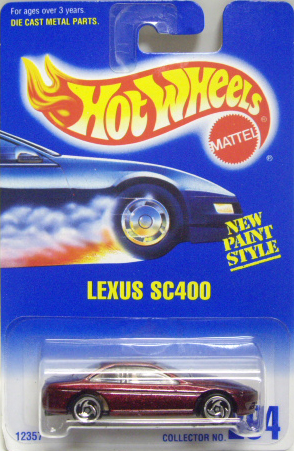 For ages over 3 years.
DIE CAST METAL PARTS.
Hot Wheels
MATTEL
®
NEW
PAINT
STYLE
LEXUS SC400
COLLECTOR NO.